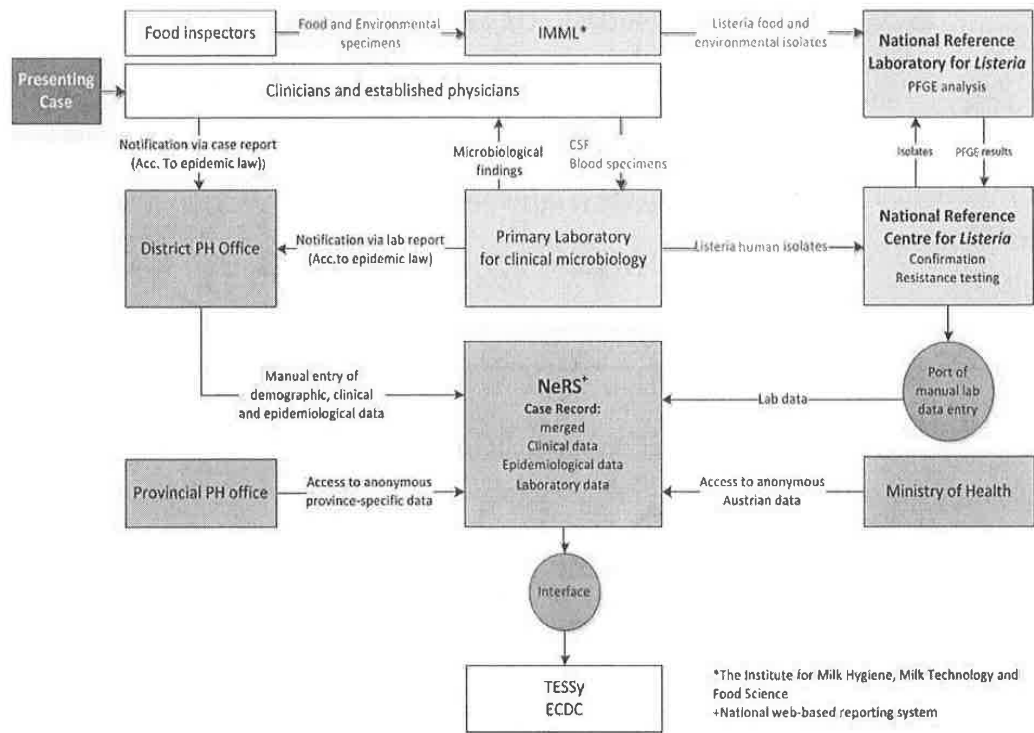 Food inspectors
Food and Environmental
specimens
IMML*
Listeria food and
environmental isolates
National Reference
Laboratory for Listeria
PFGE analysis
Presenting
Case
Clinicians and established physicians
Notification via case report
(Acc. To epidemic law))
Microbiological
findings
CSF
Blood specimens
Isolates
PFGE results
District PH Office
Notification via lab report
(Acc.to epidemic law)
Primary Laboratory
for clinical microbiology
Listeria human isolates
National Reference
Centre for Listeria
Confirmation
Resistance testing
Manual entry of
demographic, clinical
and epidemiological data
NeRS+
Case Record:
merged
Clinical data
Epidemiological data
Laboratory data
Lab data
Port of
manual lab
data entry
Provincial PH office
Access to anonymous
province-specific data
Access to anonymous
Austrian data
Ministry of Health
Interface
TESSy
ECDC
*The Institute for Milk Hygiene, Milk Technology and
Food Science
+National web-based reporting system